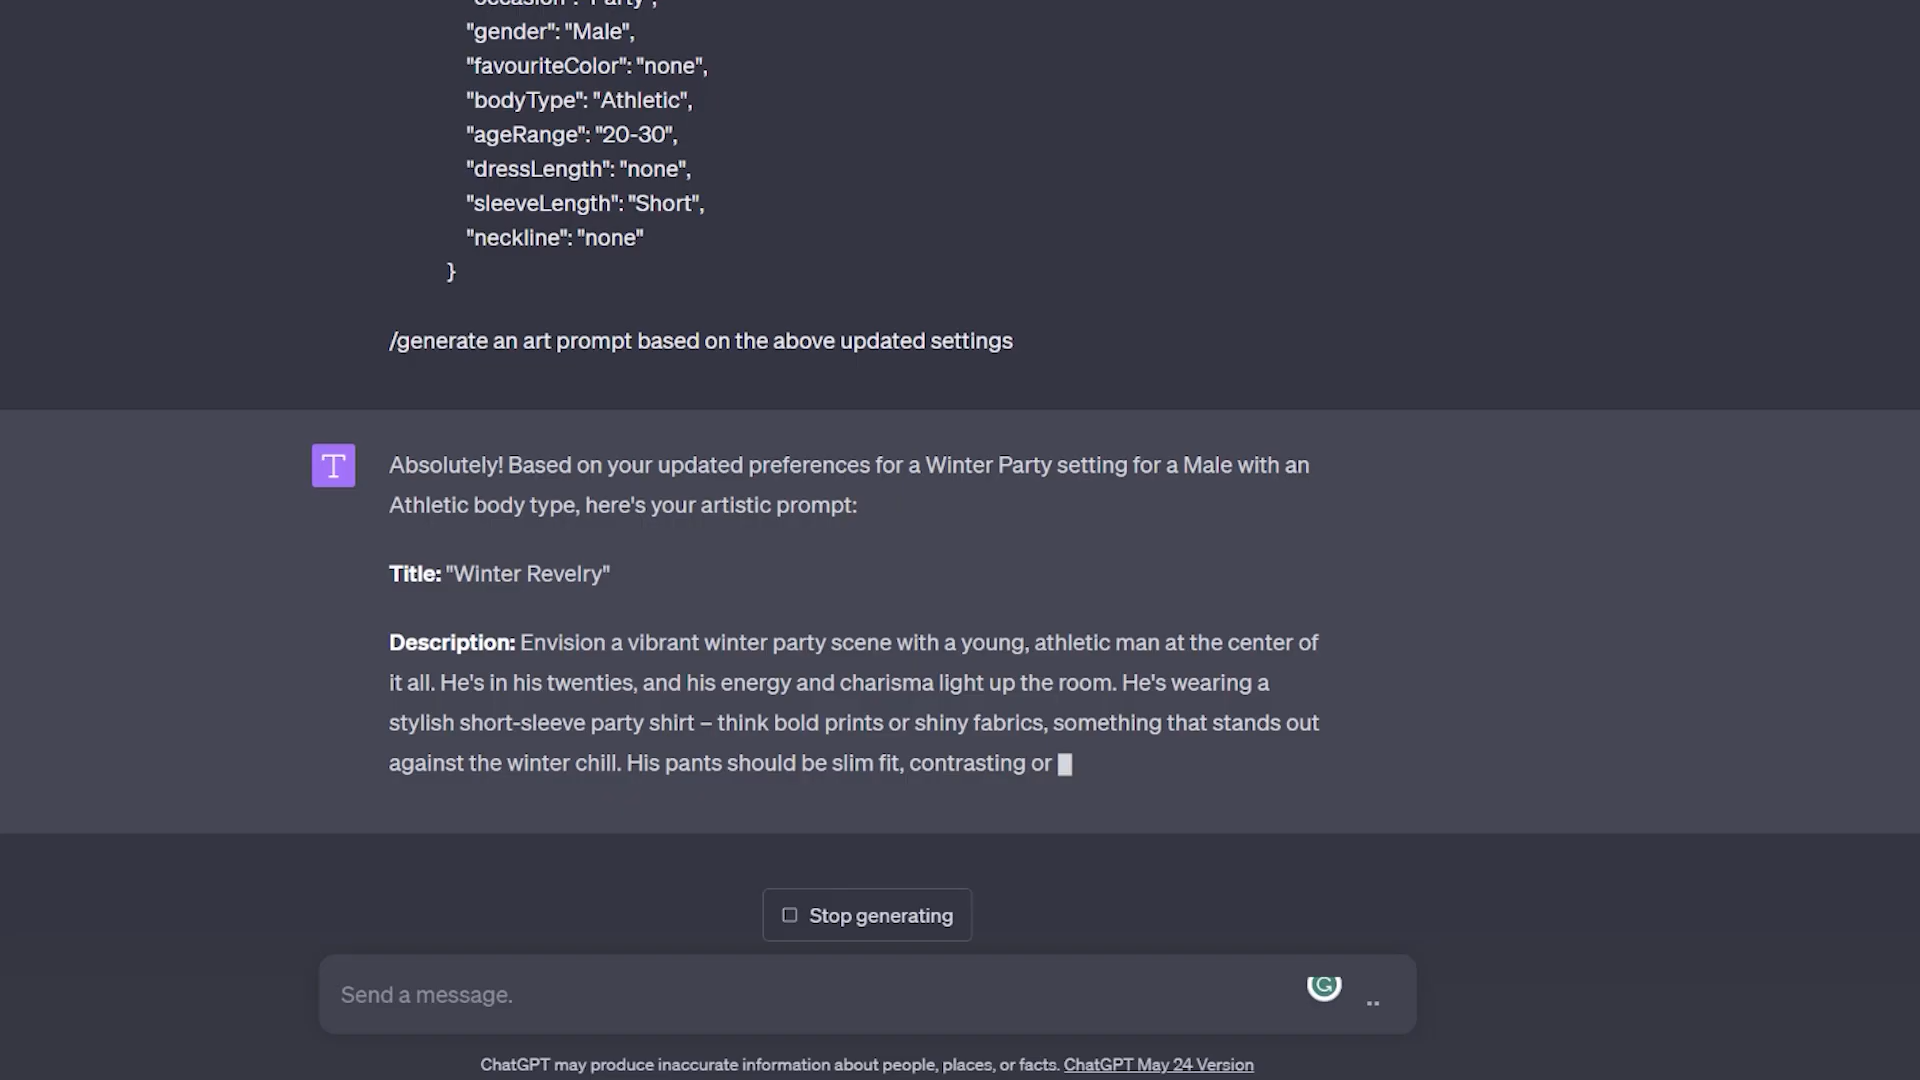 "occasion": "Party",
"gender": "Male",
"favouriteColor": "none",
"bodyType": "Athletic",
"ageRange": "20-30",
"dressLength": "none",
"sleeveLength": "Short",
"neckline": "none"
}
/generate an art prompt based on the above updated settings
T
Absolutely! Based on your updated preferences for a Winter Party setting for a Male with an
Athletic body type, here's your artistic prompt:
Title: "Winter Revelry"
Description: Envision a vibrant winter party scene with a young, athletic man at the center of
it all. He's in his twenties, and his energy and charisma light up the room. He's wearing a
stylish short-sleeve party shirt – think bold prints or shiny fabrics, something that stands out
against the winter chill. His pants should be slim fit, contrasting or
Stop generating
Send a message.
G
ChatGPT may produce inaccurate information about people, places, or facts. ChatGPT May 24 Version